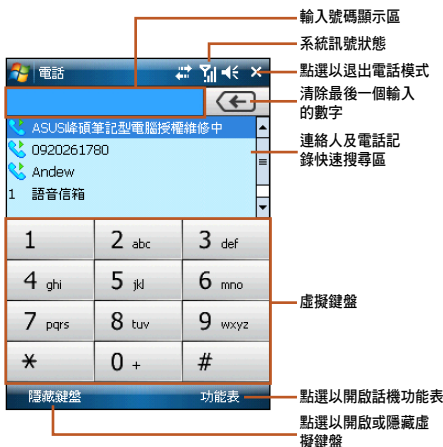 輸入號碼顯示區
系統訊號狀態
電話
點選以退出電話模式
清除最後一個輸入
的數字
ASUS峰碩筆記型電腦授權維修中
0920261780
Andew
1 語音信箱
連絡人及電話記
錄快速搜尋區
1 2 abc 3 def
4 ghi 5 jkl 6 mno
7 pqrs 8 tuv 9 wxyz
* 0 + #
虛擬鍵盤
隱藏鍵盤 功能表
點選以開啟話機功能表
點選以開啟或隱藏虛
擬鍵盤